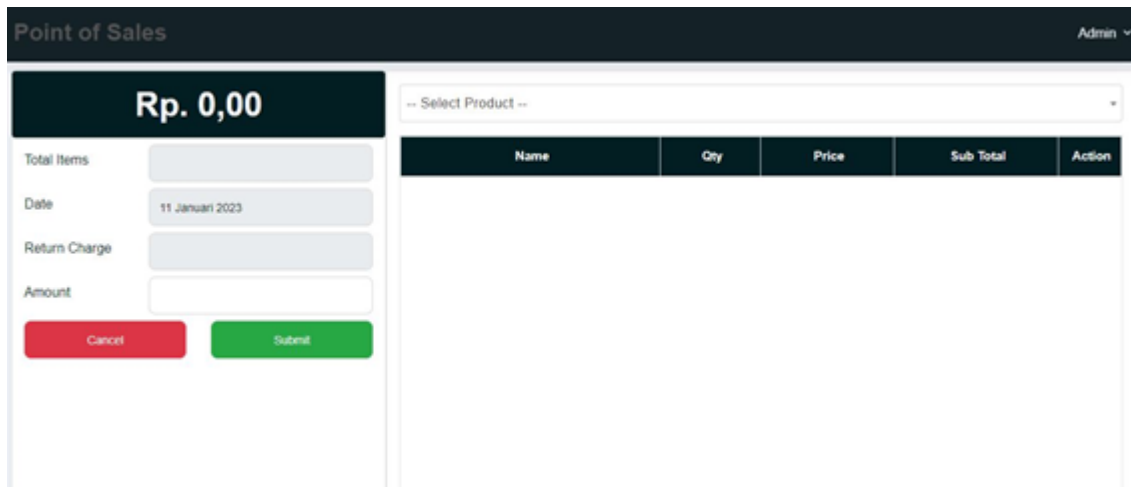 Point of Sales
Admin
Rp. 0,00
Total Items
Date
11 Januari 2023
Return Charge
Amount
Cancel
Submit
-- Select Product --
Name Qty Price Sub Total Action